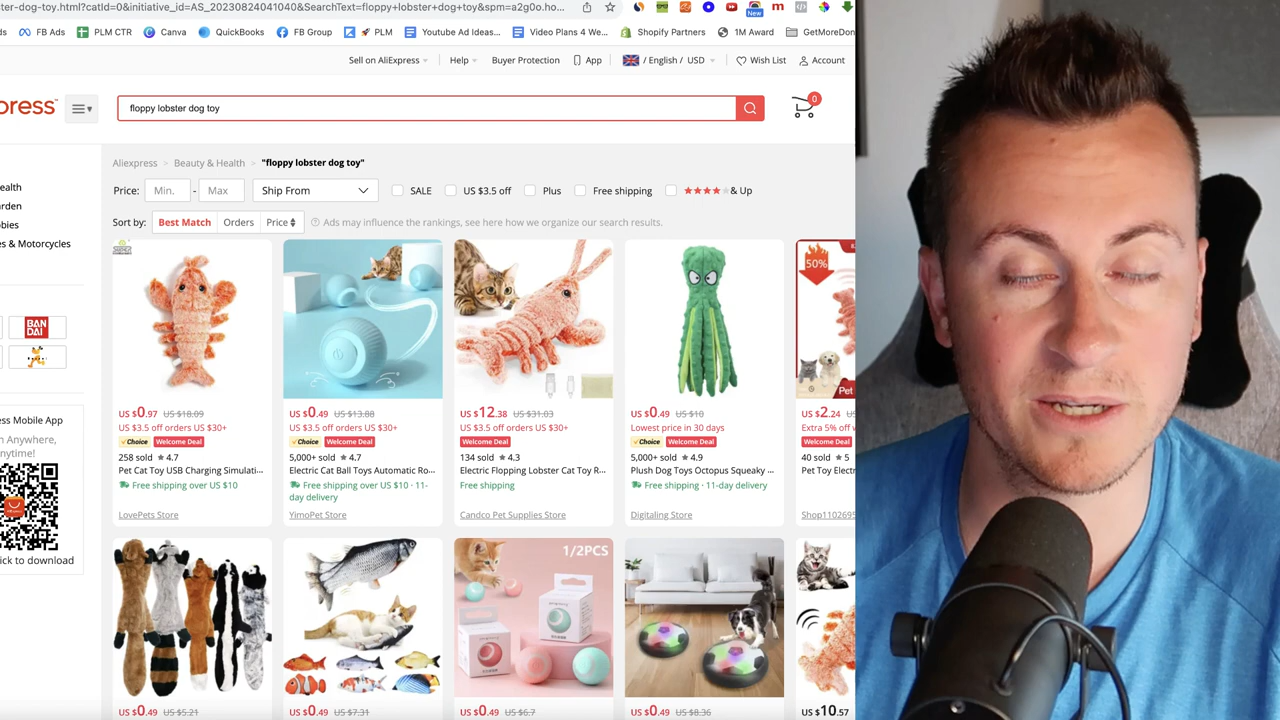 ster-dog-toy.html?catId=0&initiative_id=AS_20230824041040&SearchText=floppy+lobster+dog+toy&spm=a2g0o.ho...
New
ds FB Ads PLM CTR Canva QuickBooks FB Group PLM Youtube Ad Ideas... Video Plans 4 We... Shopify Partners 1M Award GetMoreDon
Sell on AliExpress Help Buyer Protection App / English / USD Wish List Account
press
floppy lobster dog toy
0
Aliexpress > Beauty & Health > "floppy lobster dog toy"
ealth
arden
bies
s & Motorcycles
Price: Min. - Max Ship From SALE US $3.5 off Plus Free shipping & Up
Sort by: Best Match Orders Price Ads may influence the rankings, see here how we organize our search results.
BAN
DAI
ess Mobile App
n Anywhere,
nytime!
ick to download
50%
Pet
US $0.97 US $18.09
US $3.5 off orders US $30+
Choice Welcome Deal
258 sold ★ 4.7
Pet Cat Toy USB Charging Simulati...
Free shipping over US $10
LovePets Store
US $0.49 US $13.88
US $3.5 off orders US $30+
Choice Welcome Deal
5,000+ sold ★ 4.7
Electric Cat Ball Toys Automatic Ro...
Free shipping over US $10 · 11-
day delivery
YimoPet Store
US $12.38 US $31.03
US $3.5 off orders US $30+
Welcome Deal
134 sold ★ 4.3
Electric Flopping Lobster Cat Toy R...
Free shipping
Candco Pet Supplies Store
US $0.49 US $10
Lowest price in 30 days
Choice Welcome Deal
5,000+ sold ★ 4.9
Plush Dog Toys Octopus Squeaky ...
Free shipping · 11-day delivery
Digitaling Store
US $2.24 US
Extra 5% off w
Welcome Deal
40 sold ★ 5
Pet Toy Electr
Shop1102695
1/2PCS
US $0.49 US $5.21
US $0.49 US $7.31
US $0.49 US $6.7
US $0.49 US $8.36
US $10.57